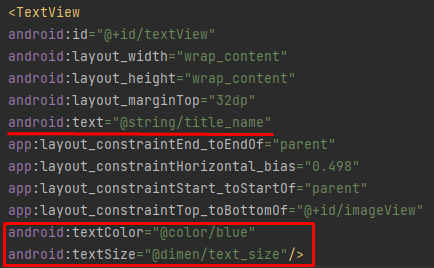 <TextView
android:id="@+id/textView"
android:layout_width="wrap_content"
android:layout_height="wrap_content"
android:layout_marginTop="32dp"
android:text="@string/title_name"
app:layout_constraintEnd_toEndOf="parent"
app:layout_constraintHorizontal_bias="0.498"
app:layout_constraintStart_toStartOf="parent"
app:layout_constraintTop_toBottomOf="@+id/imageView"
android:textColor="@color/blue"
android:textSize="@dimen/text_size"/>